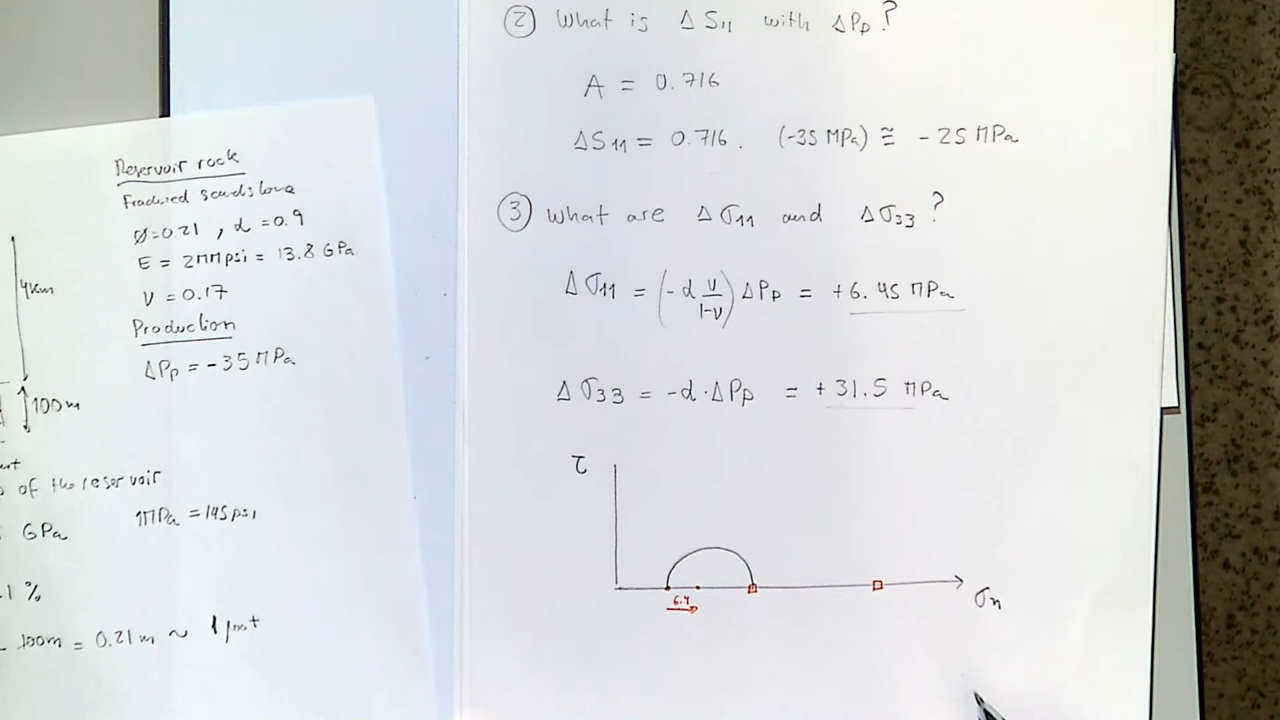 Reservoir rock
Fractured sandstone
Ø=0.21 , α=0.9
E = 2MMpsi = 13.8 GPa
ν = 0.17
Production
ΔPp = -35 MPa
4km
100m
of the reservoir
GPa
1MPa = 145psi
1 %
100m = 0.21m ~ 1 foot
② What is ΔS11 with ΔPp?
A = 0.716
ΔS11 = 0.716 . (-35 MPa) ≅ -25 MPa
③ What are Δσ11 and Δσ33?
Δσ11 = (-α ν/1-ν) ΔPp = +6.45 MPa
Δσ33 = -α · ΔPp = +31.5 MPa
τ
6.4
σn